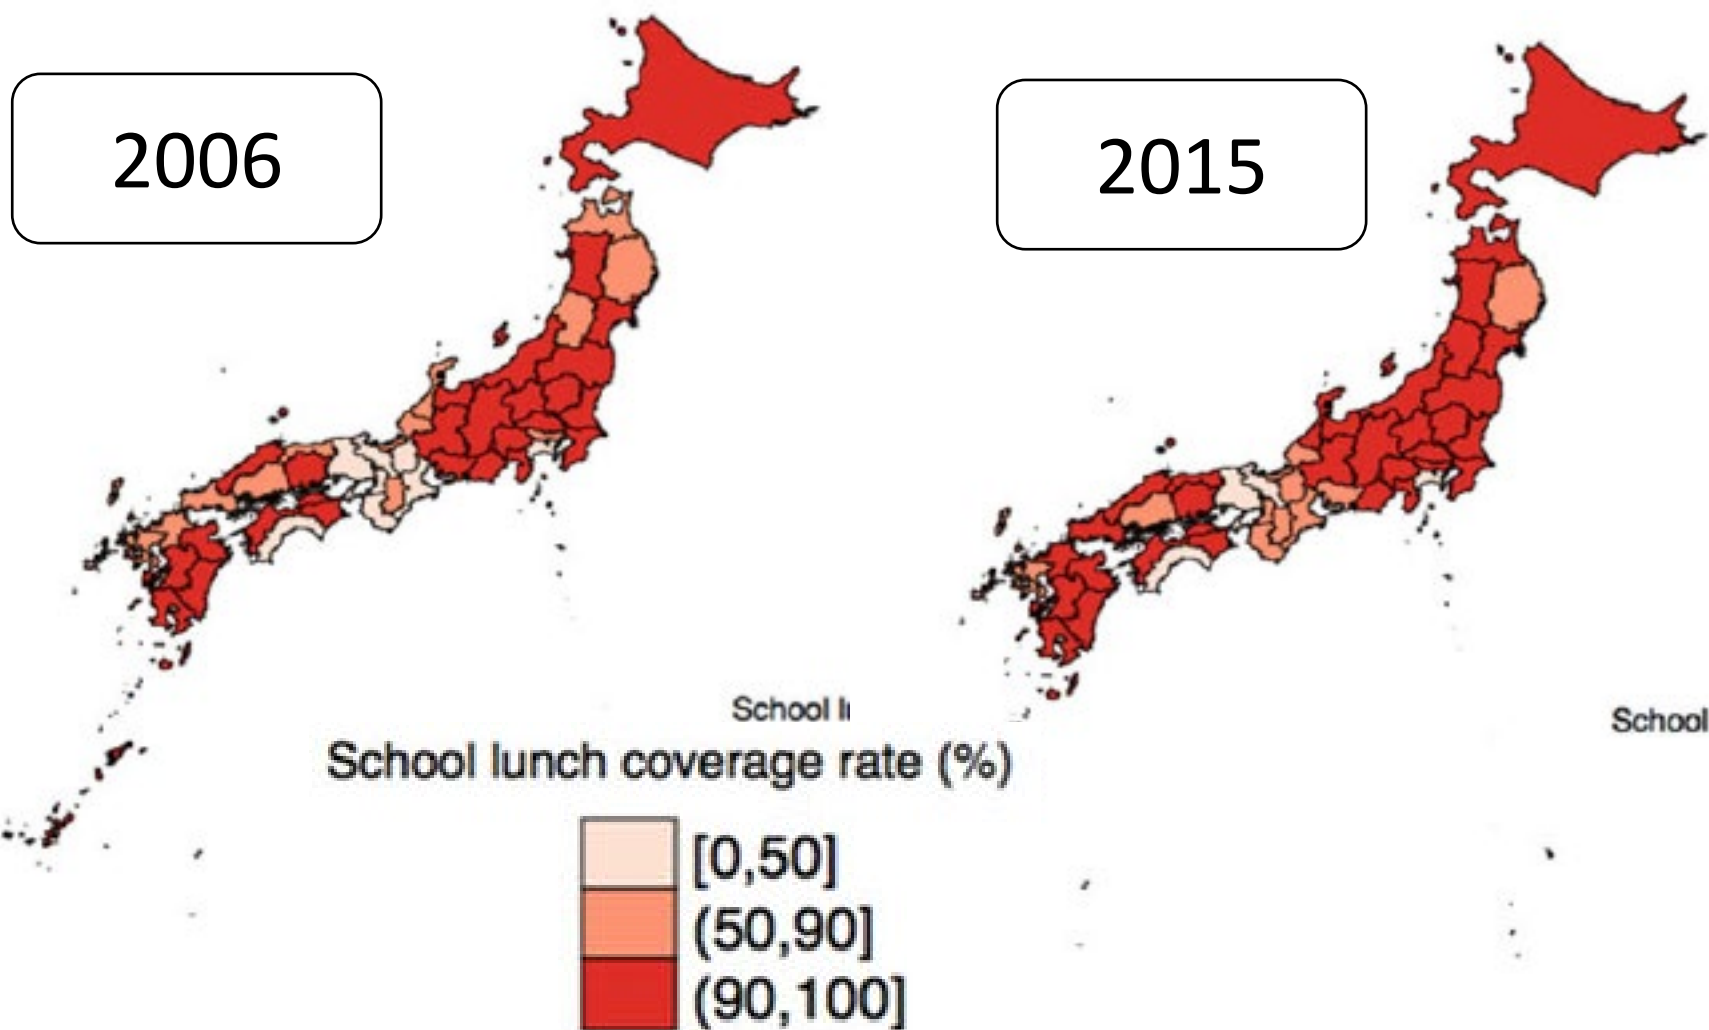 2006
2015
School l
School
School lunch coverage rate (%)
[0,50]
(50,90]
(90,100]